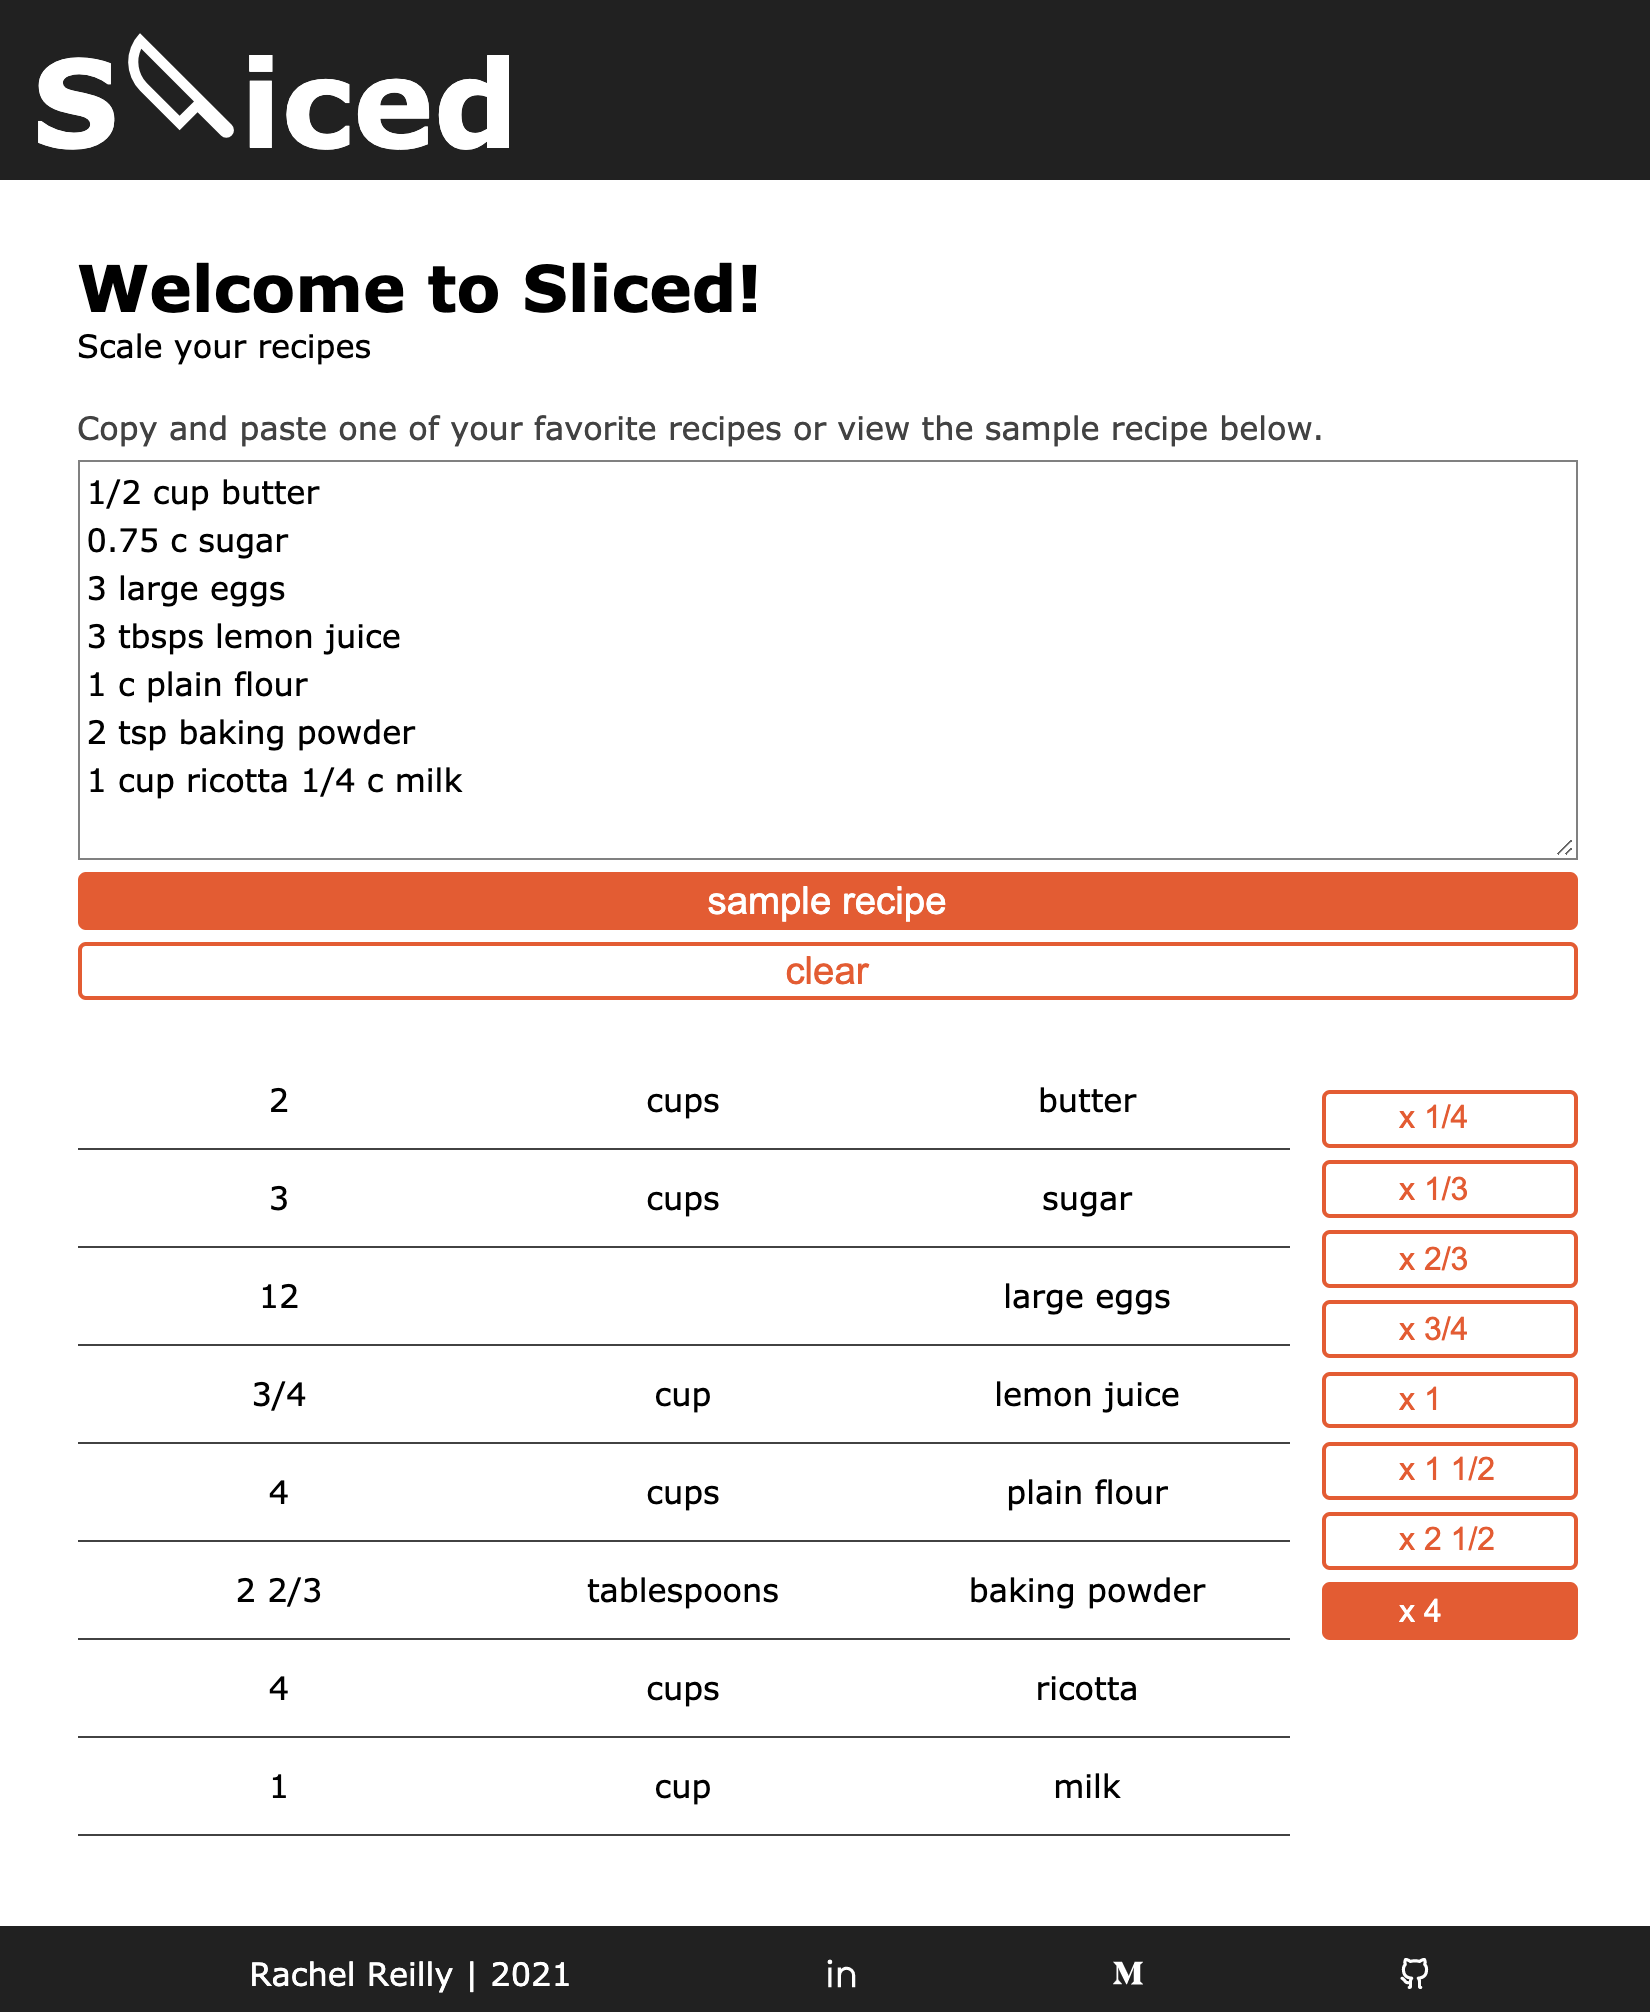 Sliced
Welcome to Sliced!
Scale your recipes
Copy and paste one of your favorite recipes or view the sample recipe below.
1/2 cup butter
0.75 c sugar
3 large eggs
3 tbsps lemon juice
1 c plain flour
2 tsp baking powder
1 cup ricotta 1/4 c milk
sample recipe
clear
2 cups butter
3 cups sugar
12 large eggs
3/4 cup lemon juice
4 cups plain flour
2 2/3 tablespoons baking powder
4 cups ricotta
1 cup milk
x 1/4
x 1/3
x 2/3
x 3/4
x 1
x 1 1/2
x 2 1/2
x 4
Rachel Reilly | 2021 in M